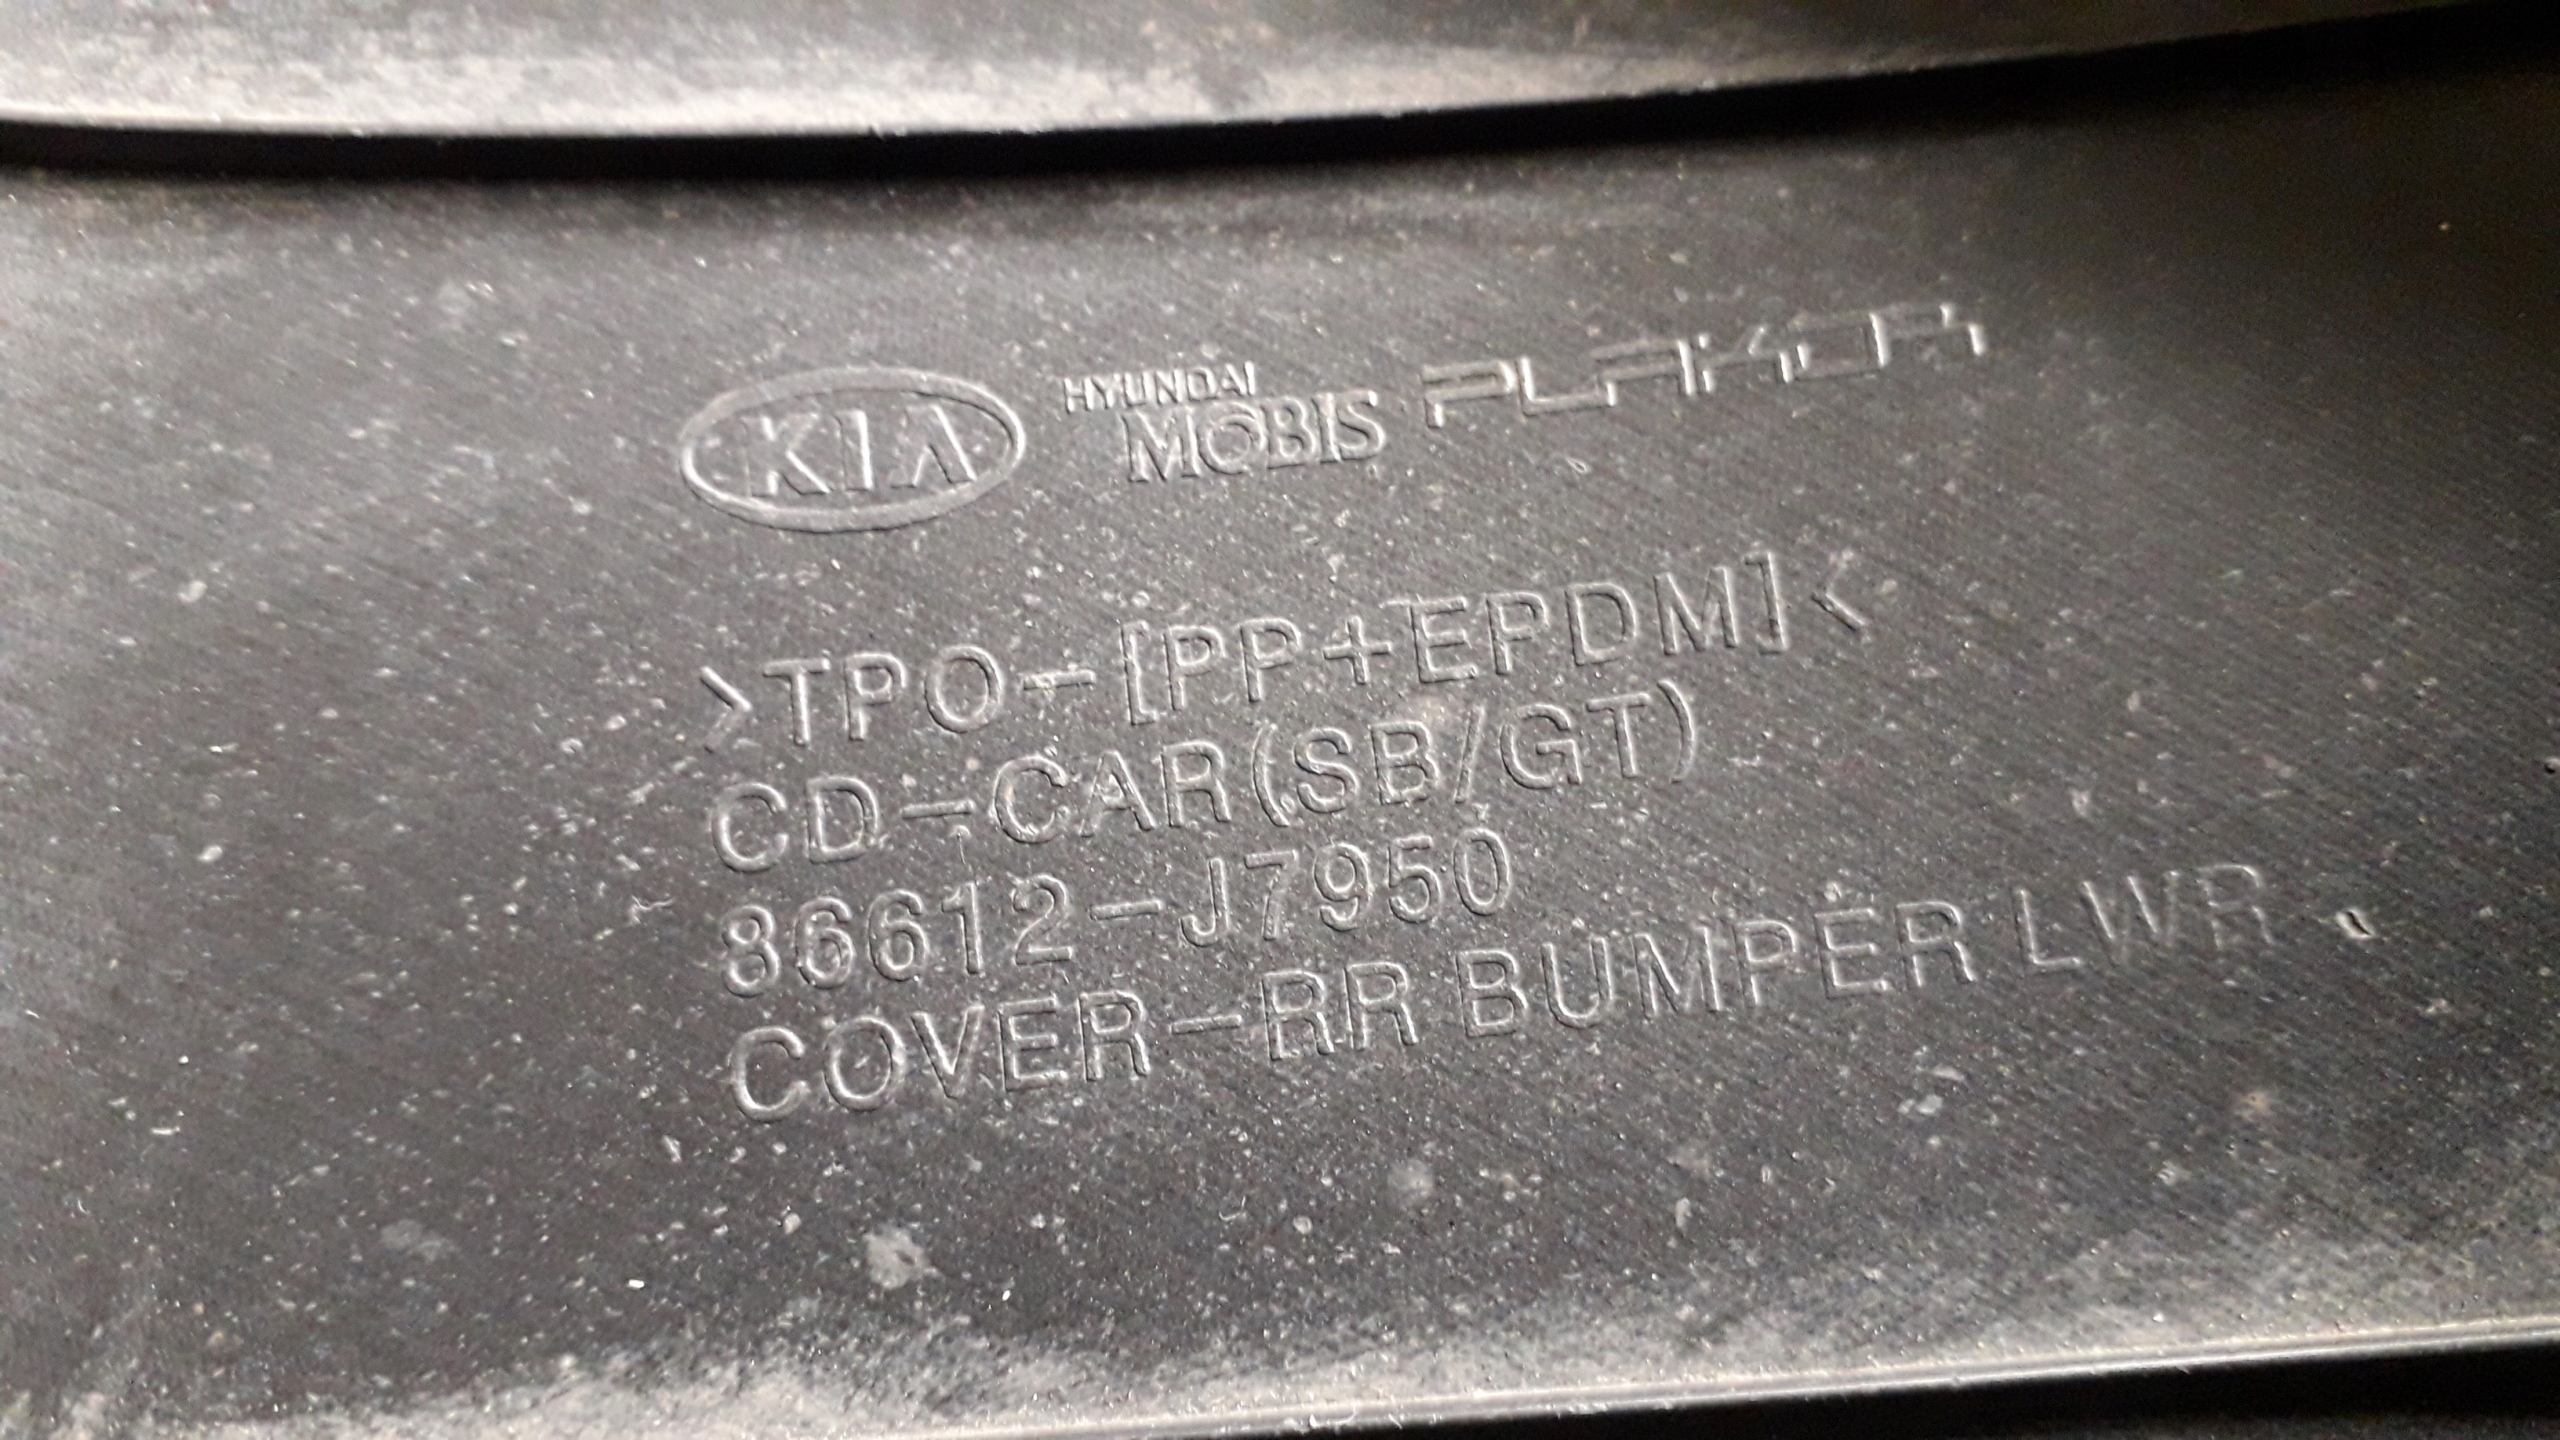 KIA HYUNDAI MOBIS PLAKOR
>TPO-[PP+EPDM]<
CD-CAR(SB/GT)
86612-J7950
COVER-RR BUMPER LWR